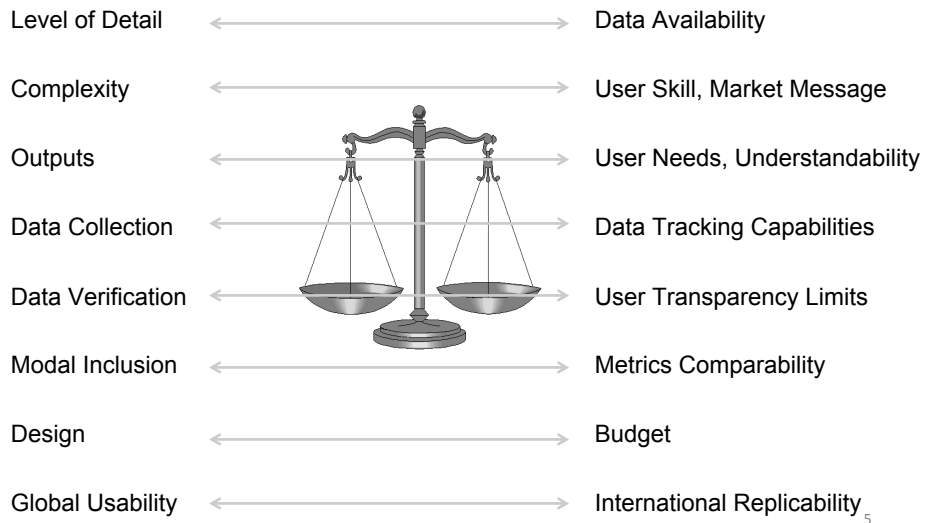 Level of Detail Data Availability
Complexity User Skill, Market Message
Outputs User Needs, Understandability
Data Collection Data Tracking Capabilities
Data Verification User Transparency Limits
Modal Inclusion Metrics Comparability
Design Budget
Global Usability International Replicability
5